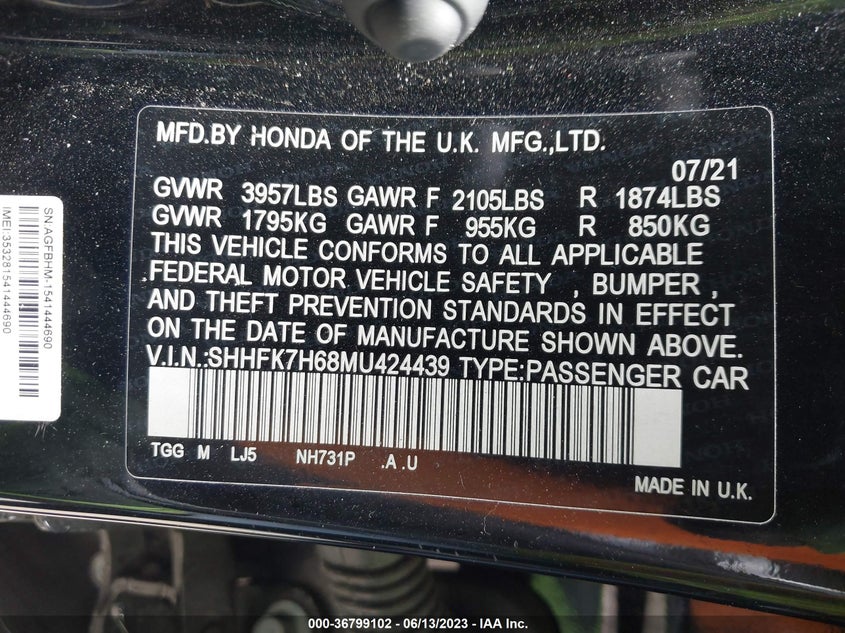 MFD.BY HONDA OF THE U.K. MFG.,LTD.
07/21
GVWR 3957LBS GAWR F 2105LBS R 1874LBS
GVWR 1795KG GAWR F 955KG R 850KG
THIS VEHICLE CONFORMS TO ALL APPLICABLE
FEDERAL MOTOR VEHICLE SAFETY , BUMPER ,
AND THEFT PREVENTION STANDARDS IN EFFECT
ON THE DATE OF MANUFACTURE SHOWN ABOVE.
V.I.N.:SHHFK7H68MU424439 TYPE:PASSENGER CAR
TGG M LJ5 NH731P .A .U
MADE IN U.K.
SN:AGFBHM-1541444690
IMEI:353281541444690
000-36799102 - 06/13/2023 - IAA Inc.